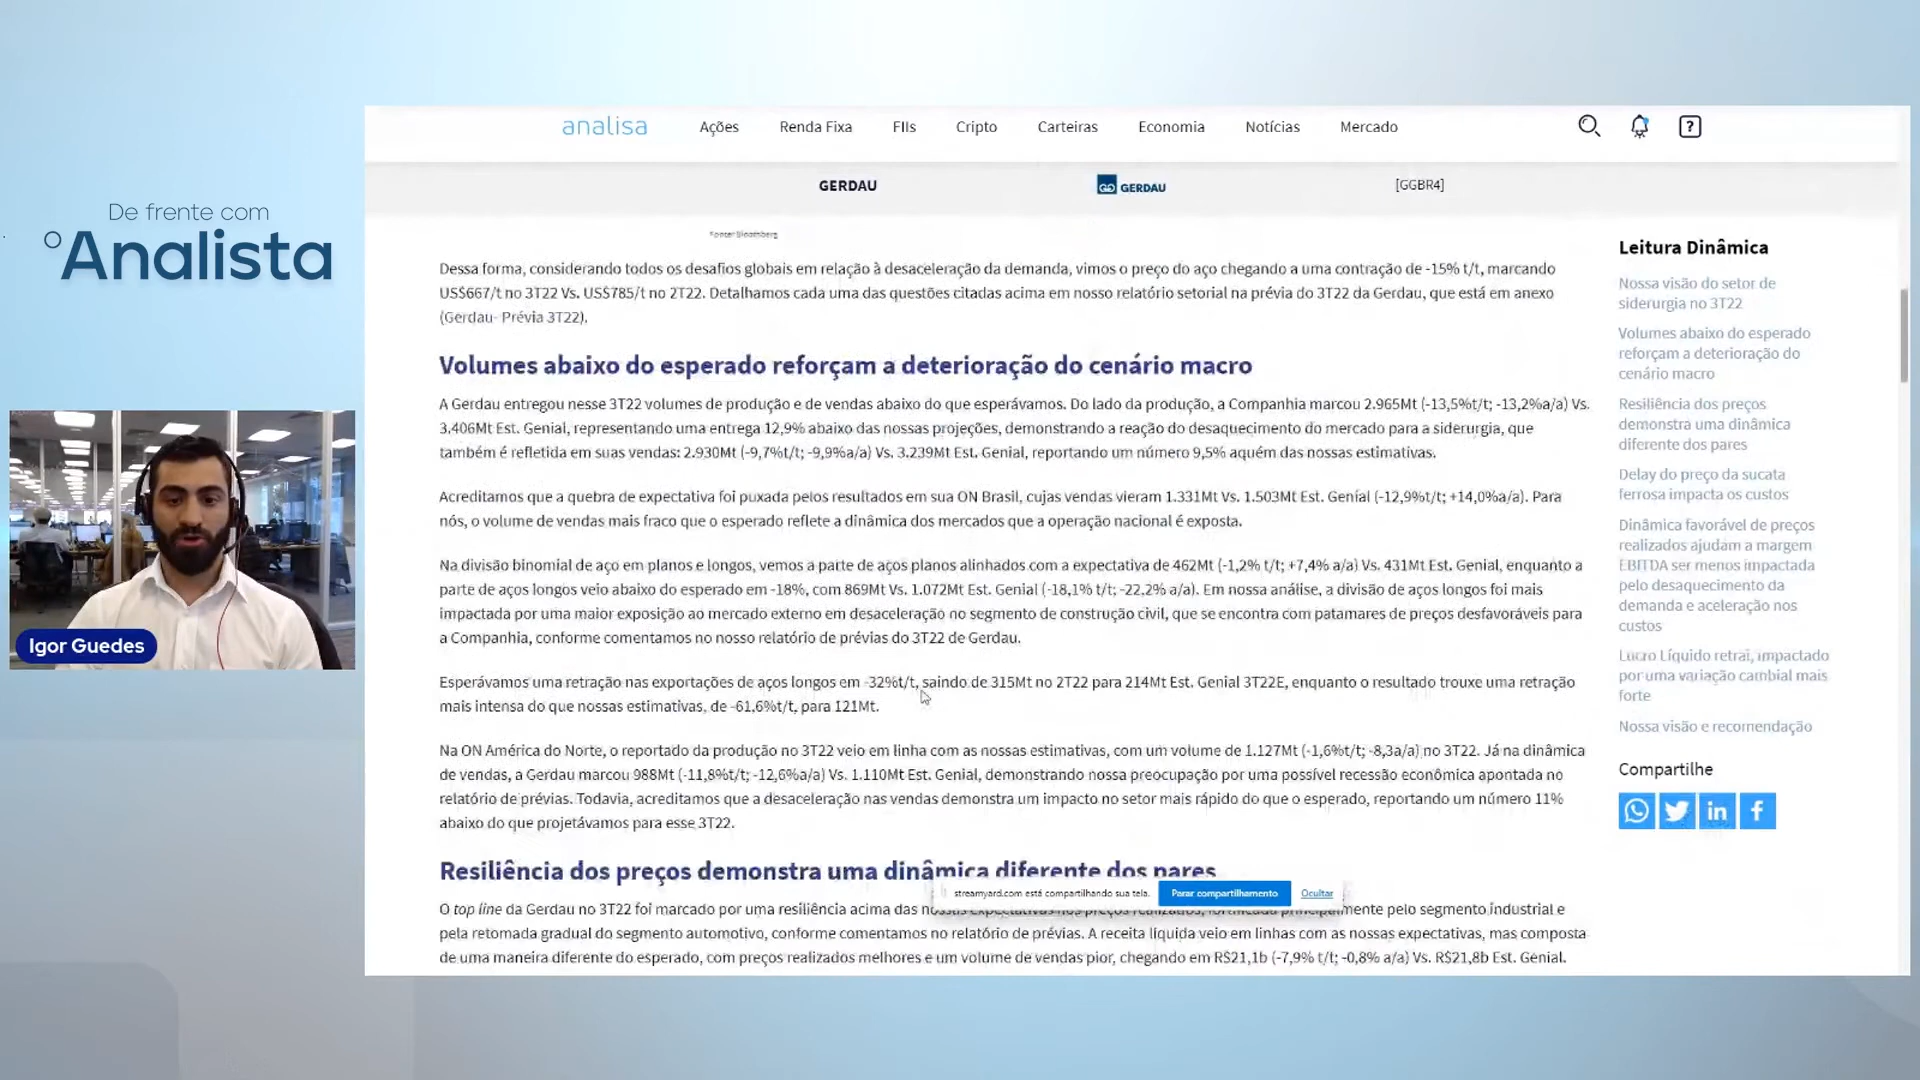 De frente com
o Analista
Igor Guedes
analisa
Ações
Renda Fixa
FIIs
Cripto
Carteiras
Economia
Notícias
Mercado
GERDAU
GERDAU
[GGBR4]
Fonte: Bloomberg
Dessa forma, considerando todos os desafios globais em relação à desaceleração da demanda, vimos o preço do aço chegando a uma contração de -15% t/t, marcando
US$667/t no 3T22 Vs. US$785/t no 2T22. Detalhamos cada uma das questões citadas acima em nosso relatório setorial na prévia do 3T22 da Gerdau, que está em anexo
(Gerdau- Prévia 3T22).
Volumes abaixo do esperado reforçam a deterioração do cenário macro
A Gerdau entregou nesse 3T22 volumes de produção e de vendas abaixo do que esperávamos. Do lado da produção, a Companhia marcou 2.965Mt (-13,5%t/t; -13,2%a/a) Vs.
3.406Mt Est. Genial, representando uma entrega 12,9% abaixo das nossas projeções, demonstrando a reação do desaquecimento do mercado para a siderurgia, que
também é refletida em suas vendas: 2.930Mt (-9,7%t/t; -9,9%a/a) Vs. 3.239Mt Est. Genial, reportando um número 9,5% aquém das nossas estimativas.
Acreditamos que a quebra de expectativa foi puxada pelos resultados em sua ON Brasil, cujas vendas vieram 1.331Mt Vs. 1.503Mt Est. Genial (-12,9%t/t; +14,0%a/a). Para
nós, o volume de vendas mais fraco que o esperado reflete a dinâmica dos mercados que a operação nacional é exposta.
Na divisão binomial de aço em planos e longos, vemos a parte de aços planos alinhados com a expectativa de 462Mt (-1,2% t/t; +7,4% a/a) Vs. 431Mt Est. Genial, enquanto a
parte de aços longos veio abaixo do esperado em -18%, com 869Mt Vs. 1.072Mt Est. Genial (-18,1% t/t; -22,2% a/a). Em nossa análise, a divisão de aços longos foi mais
impactada por uma maior exposição ao mercado externo em desaceleração no segmento de construção civil, que se encontra com patamares de preços desfavoráveis para
a Companhia, conforme comentamos no nosso relatório de prévias do 3T22 de Gerdau.
Esperávamos uma retração nas exportações de aços longos em -32%t/t, saindo de 315Mt no 2T22 para 214Mt Est. Genial 3T22E, enquanto o resultado trouxe uma retração
mais intensa do que nossas estimativas, de -61,6%t/t, para 121Mt.
Na ON América do Norte, o reportado da produção no 3T22 veio em linha com as nossas estimativas, com um volume de 1.127Mt (-1,6%t/t; -8,3a/a) no 3T22. Já na dinâmica
de vendas, a Gerdau marcou 988Mt (-11,8%t/t; -12,6%a/a) Vs. 1.110Mt Est. Genial, demonstrando nossa preocupação por uma possível recessão econômica apontada no
relatório de prévias. Todavia, acreditamos que a desaceleração nas vendas demonstra um impacto no setor mais rápido do que o esperado, reportando um número 11%
abaixo do que projetávamos para esse 3T22.
Resiliência dos preços demonstra uma dinâmica diferente dos pares
streamyard.com está compartilhando sua tela.
Parar compartilhamento
Ocultar
O top line da Gerdau no 3T22 foi marcado por uma resiliência acima das nossas expectativas nos preços realizados, principalmente pelo segmento industrial e
pela retomada gradual do segmento automotivo, conforme comentamos no relatório de prévias. A receita líquida veio em linhas com as nossas expectativas, mas composta
de uma maneira diferente do esperado, com preços realizados melhores e um volume de vendas pior, chegando em R$21,1b (-7,9% t/t; -0,8% a/a) Vs. R$21,8b Est. Genial.
Leitura Dinâmica
Nossa visão do setor de
siderurgia no 3T22
Volumes abaixo do esperado
reforçam a deterioração do
cenário macro
Resiliência dos preços
demonstra uma dinâmica
diferente dos pares
Delay do preço da sucata
ferrosa impacta os custos
Dinâmica favorável de preços
realizados ajudam a margem
EBITDA ser menos impactada
pelo desaquecimento da
demanda e aceleração nos
custos
Lucro Líquido retrai, impactado
por uma variação cambial mais
forte
Nossa visão e recomendação
Compartilhe